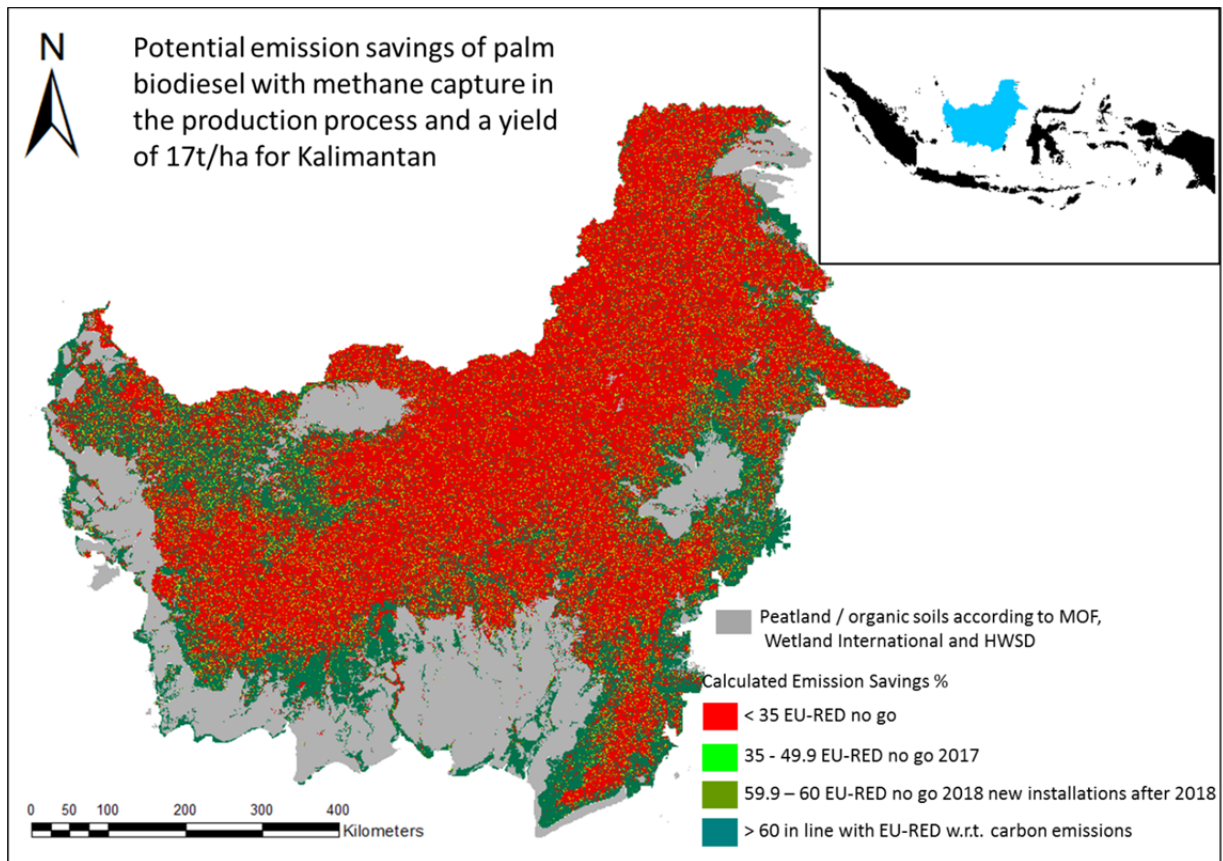 N
Potential emission savings of palm
biodiesel with methane capture in
the production process and a yield
of 17t/ha for Kalimantan
Peatland / organic soils according to MOF,
Wetland International and HWSD
Calculated Emission Savings %
< 35 EU-RED no go
35 - 49.9 EU-RED no go 2017
59.9 – 60 EU-RED no go 2018 new installations after 2018
> 60 in line with EU-RED w.r.t. carbon emissions
0 50 100 200 300 400
Kilometers